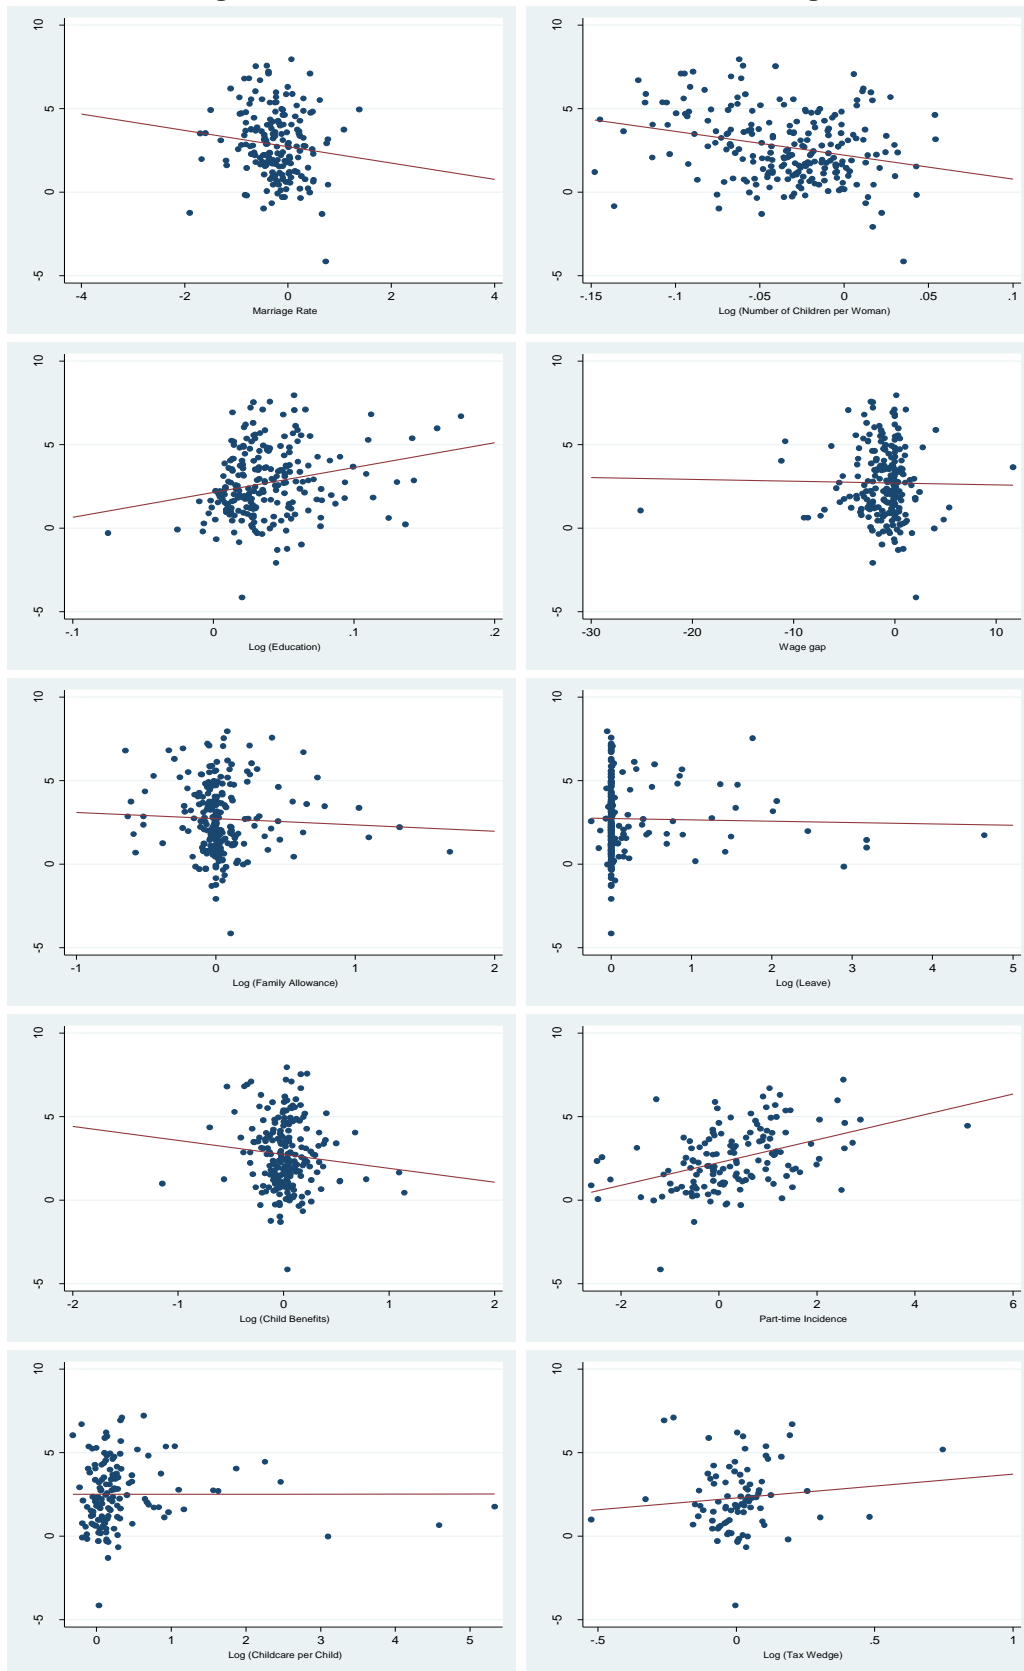 10
5
0
-5
-4 -2 0 2 4
Marriage Rate
10
5
0
-5
-.15 -.1 -.05 0 .05 .1
Log (Number of Children per Woman)
10
5
0
-5
-.1 0 .1 .2
Log (Education)
10
5
0
-5
-30 -20 -10 0 10
Wage gap
10
5
0
-5
-1 0 1 2
Log (Family Allowance)
10
5
0
-5
0 1 2 3 4 5
Log (Leave)
10
5
0
-5
-2 -1 0 1 2
Log (Child Benefits)
10
5
0
-5
-2 0 2 4 6
Part-time Incidence
10
5
0
-5
0 1 2 3 4 5
Log (Childcare per Child)
10
5
0
-5
-.5 0 .5 1
Log (Tax Wedge)